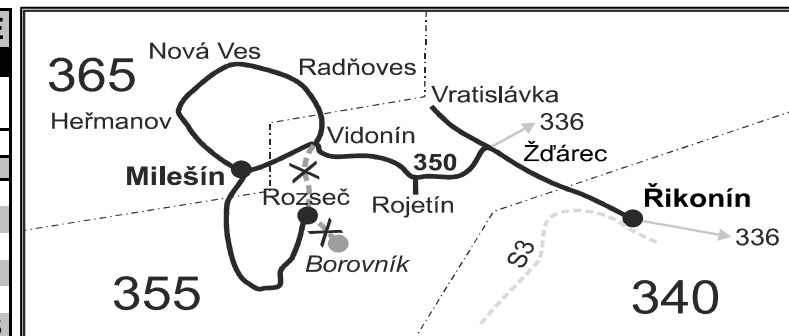 Nová Ves
365
Radňoves
Vratislávka
Heřmanov
336
Vidonín
Žďárec
350
Milešín
Rozseč
Rojetín
Řikonín
336
S3
Borovník
355
340